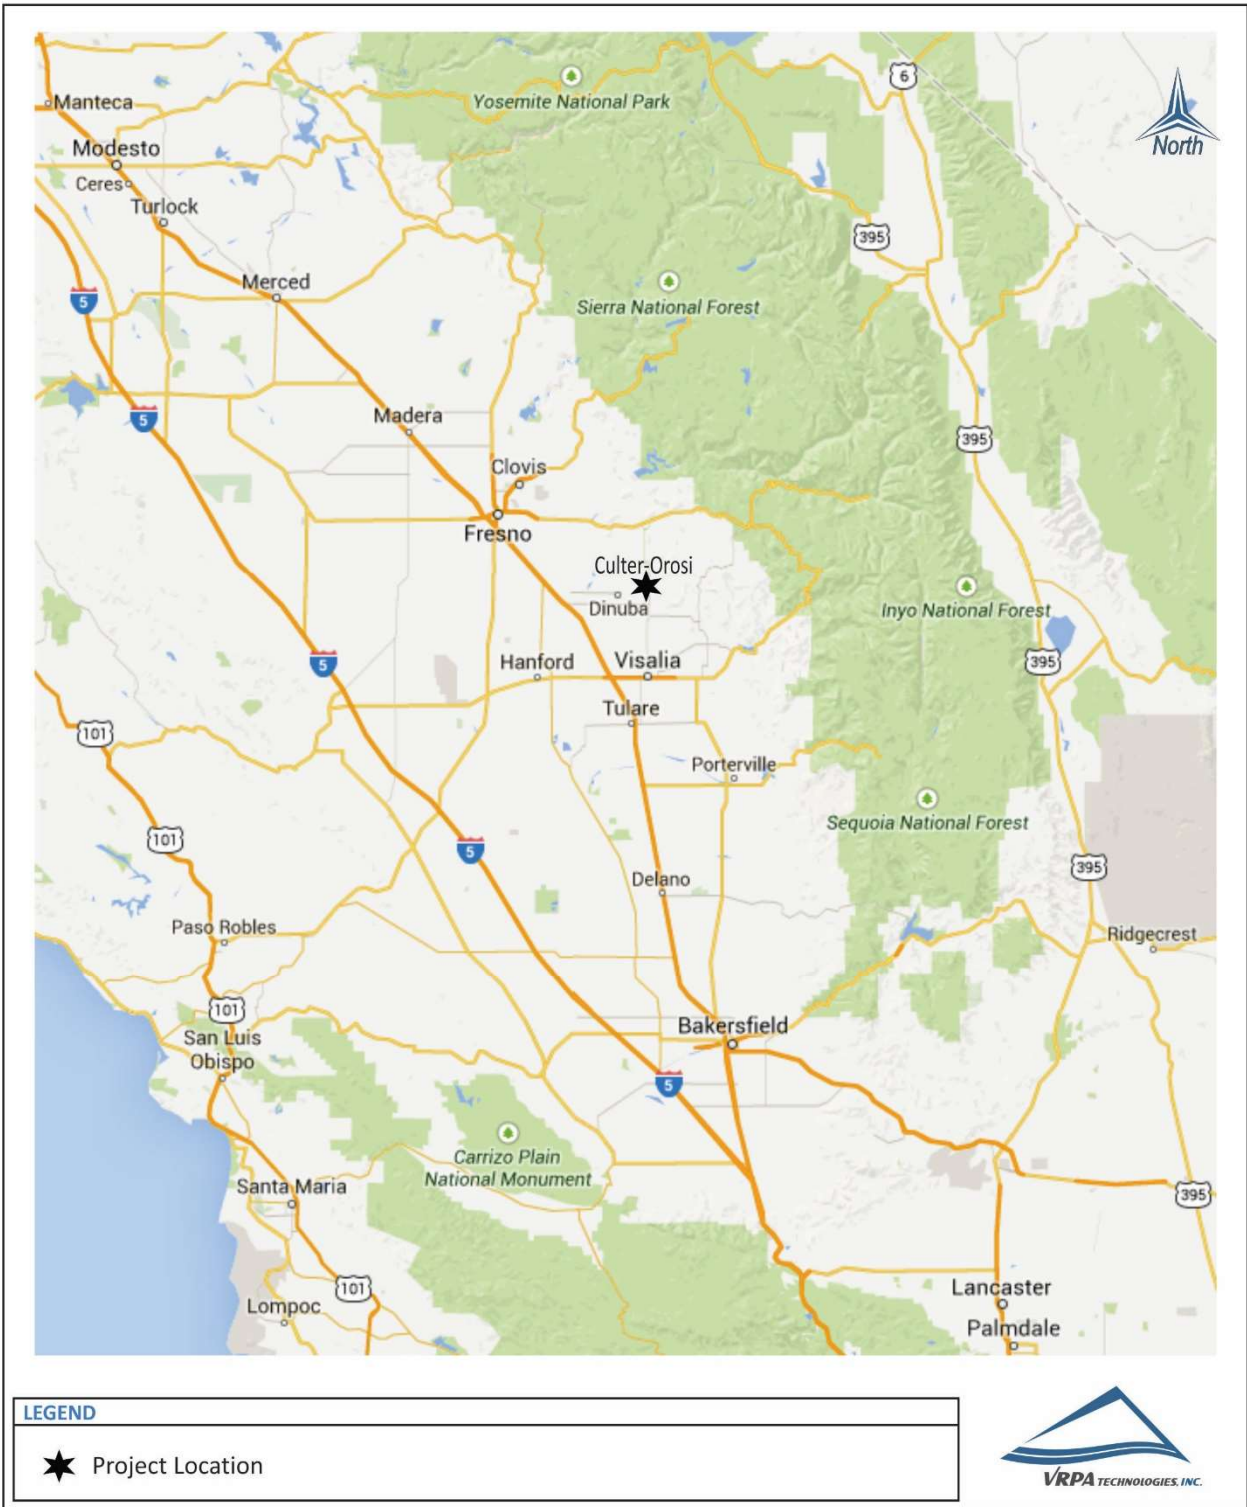 6
Yosemite National Park
Manteca
North
Modesto
Ceres
Turlock
395
Merced
5
Sierra National Forest
5
Madera
395
Clovis
Fresno
Culter-Orosi
Dinuba
Inyo National Forest
5
Hanford
Visalia
395
Tulare
101
Porterville
Sequoia National Forest
101
5
395
Delano
Paso Robles
Ridgecrest
101
Bakersfield
San Luis
Obispo
5
Carrizo Plain
National Monument
Santa Maria
395
101
Lancaster
Lompoc
Palmdale
LEGEND
Project Location
VRPA TECHNOLOGIES, INC.